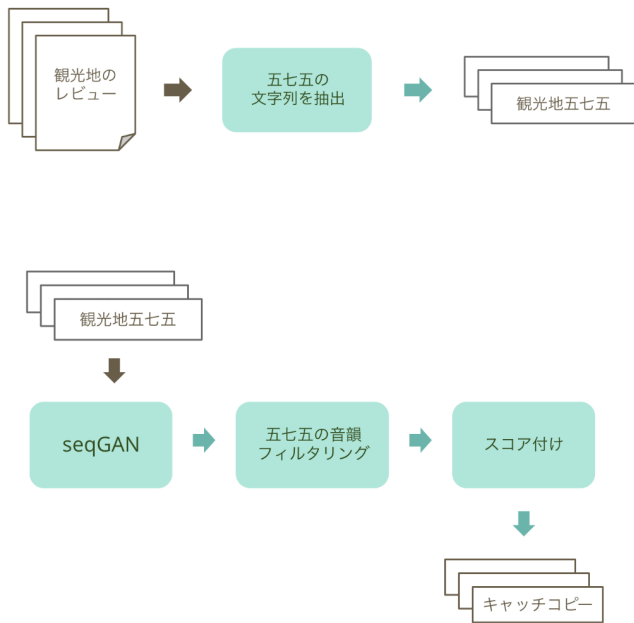 観光地の
レビュー
五七五の
文字列を抽出
観光地五七五
観光地五七五
seqGAN
五七五の音韻
フィルタリング
スコア付け
キャッチコピー